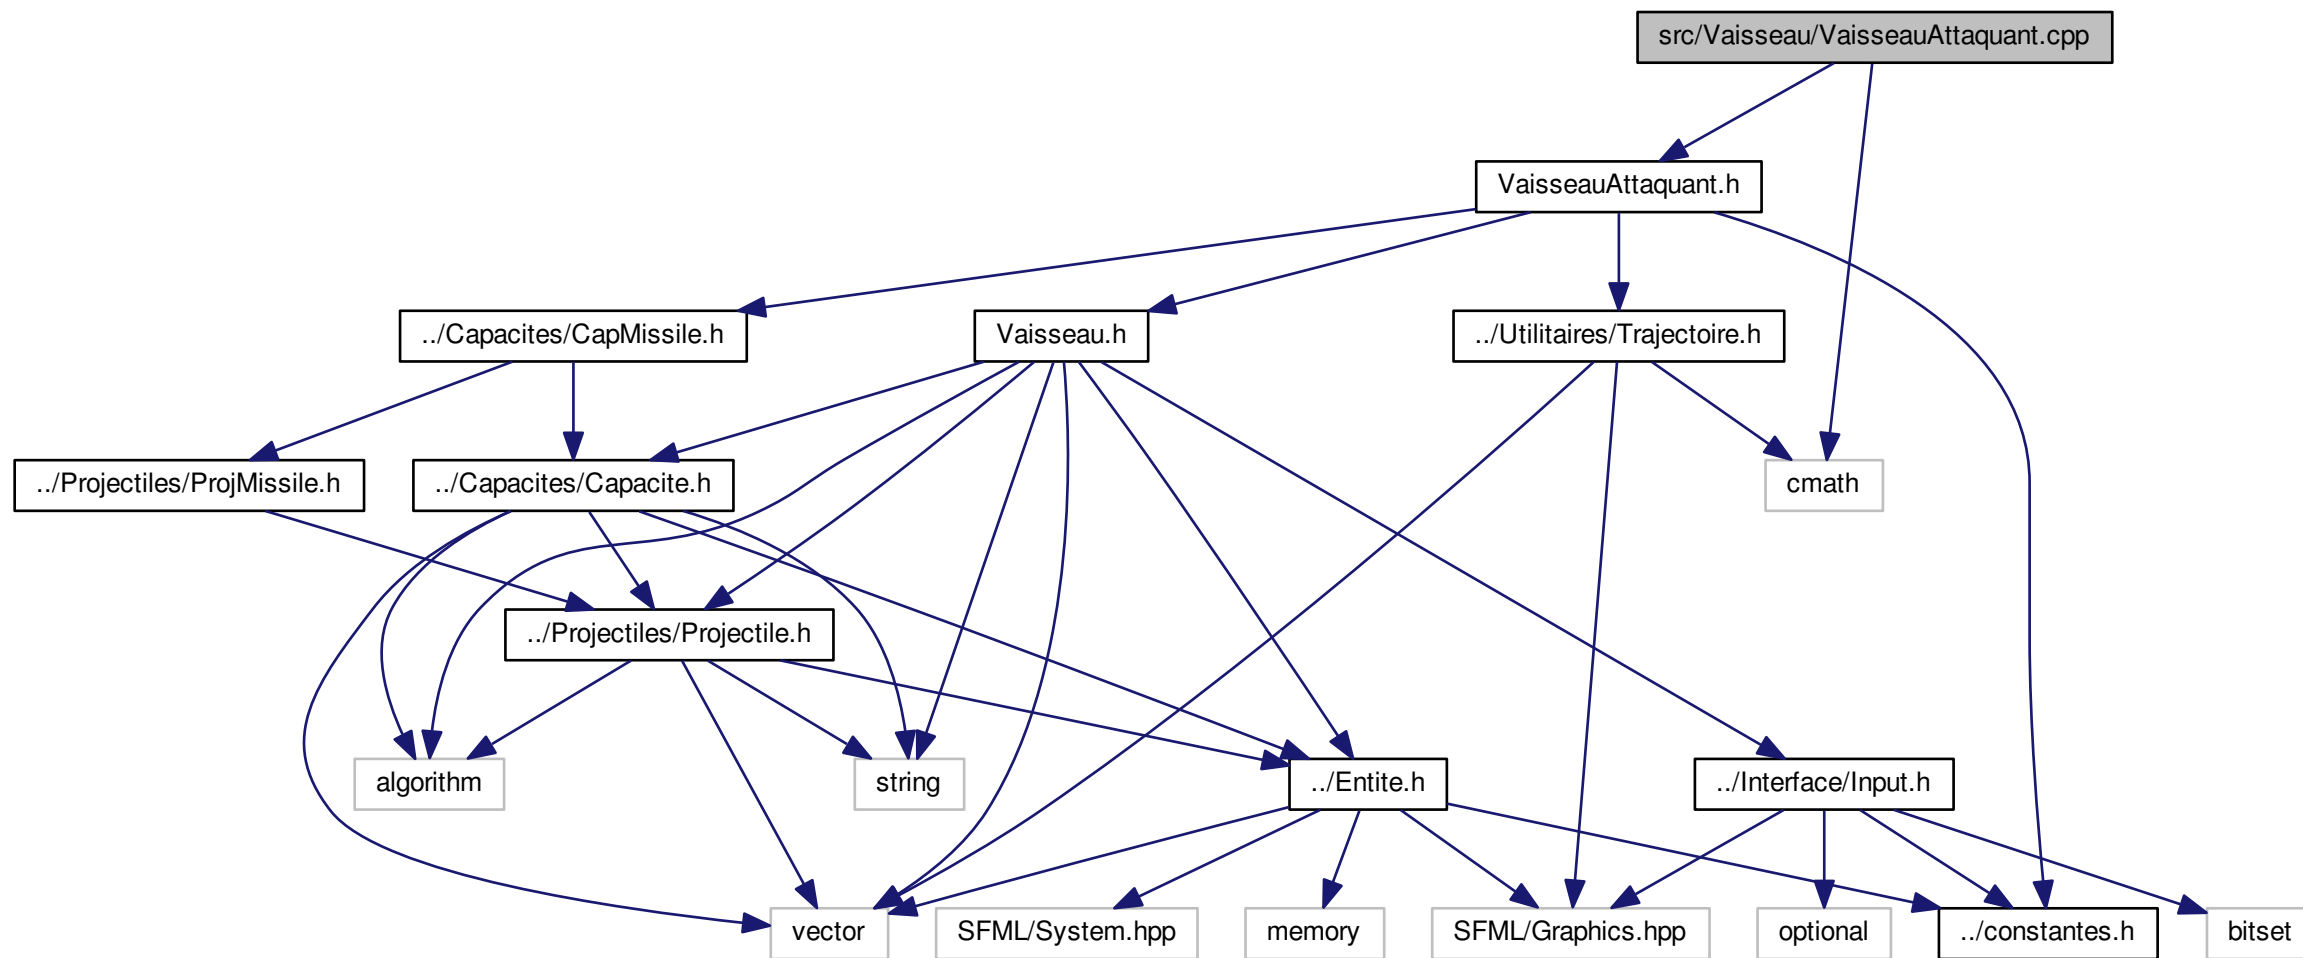 src/Vaisseau/VaisseauAttaquant.cpp
VaisseauAttaquant.h
../Capacites/CapMissile.h
Vaisseau.h
../Utilitaires/Trajectoire.h
../Projectiles/ProjMissile.h
../Capacites/Capacite.h
cmath
../Projectiles/Projectile.h
algorithm
string
../Entite.h
../Interface/Input.h
vector
SFML/System.hpp
memory
SFML/Graphics.hpp
optional
../constantes.h
bitset